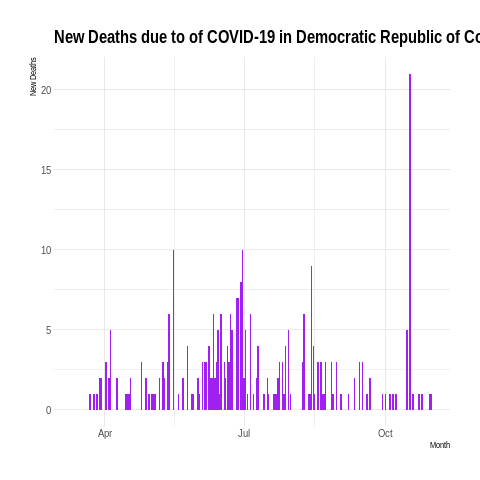 New Deaths due to of COVID-19 in Democratic Republic of Co
New Deaths
20
15
10
5
0
Apr
Jul
Oct
Month